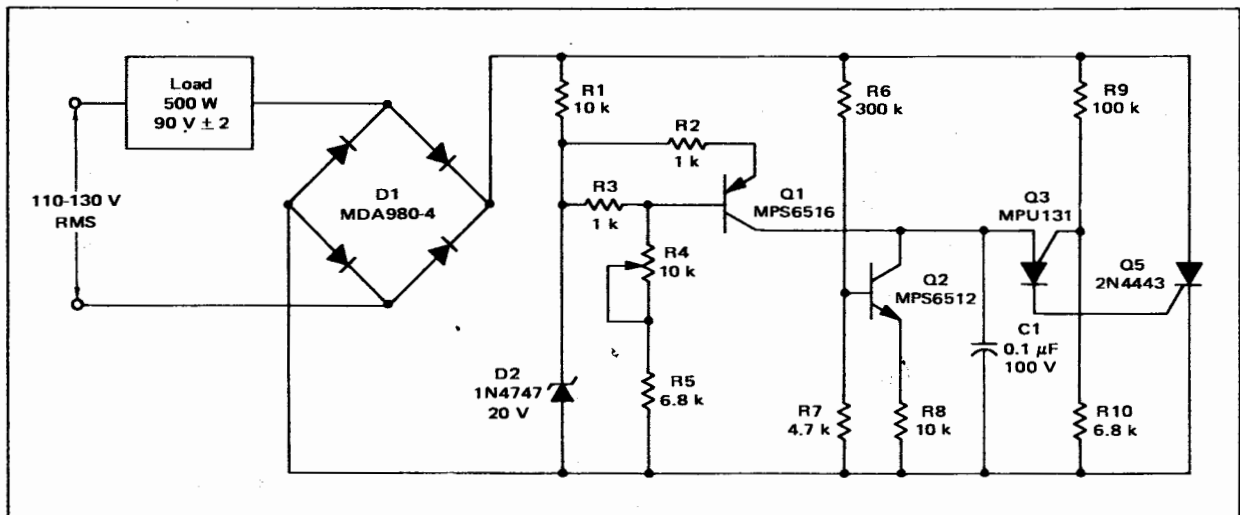 Load
500 W
90 V ± 2
110-130 V
RMS
D1
MDA980-4
R1
10 k
R2
1 k
R3
1 k
R4
10 k
D2
1N4747
20 V
R5
6.8 k
Q1
MPS6516
R6
300 k
Q2
MPS6512
R7
4.7 k
R8
10 k
C1
0.1 μF
100 V
Q3
MPU131
R9
100 k
Q5
2N4443
R10
6.8 k